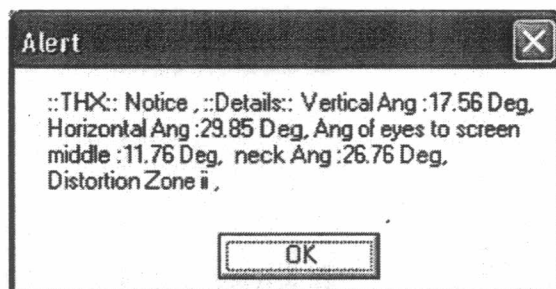 Alert
::THX:: Notice , ::Details:: Vertical Ang :17.56 Deg,
Horizontal Ang :29.85 Deg, Ang of eyes to screen
middle :11.76 Deg,  neck Ang :26.76 Deg,
Distortion Zone ii ,
OK